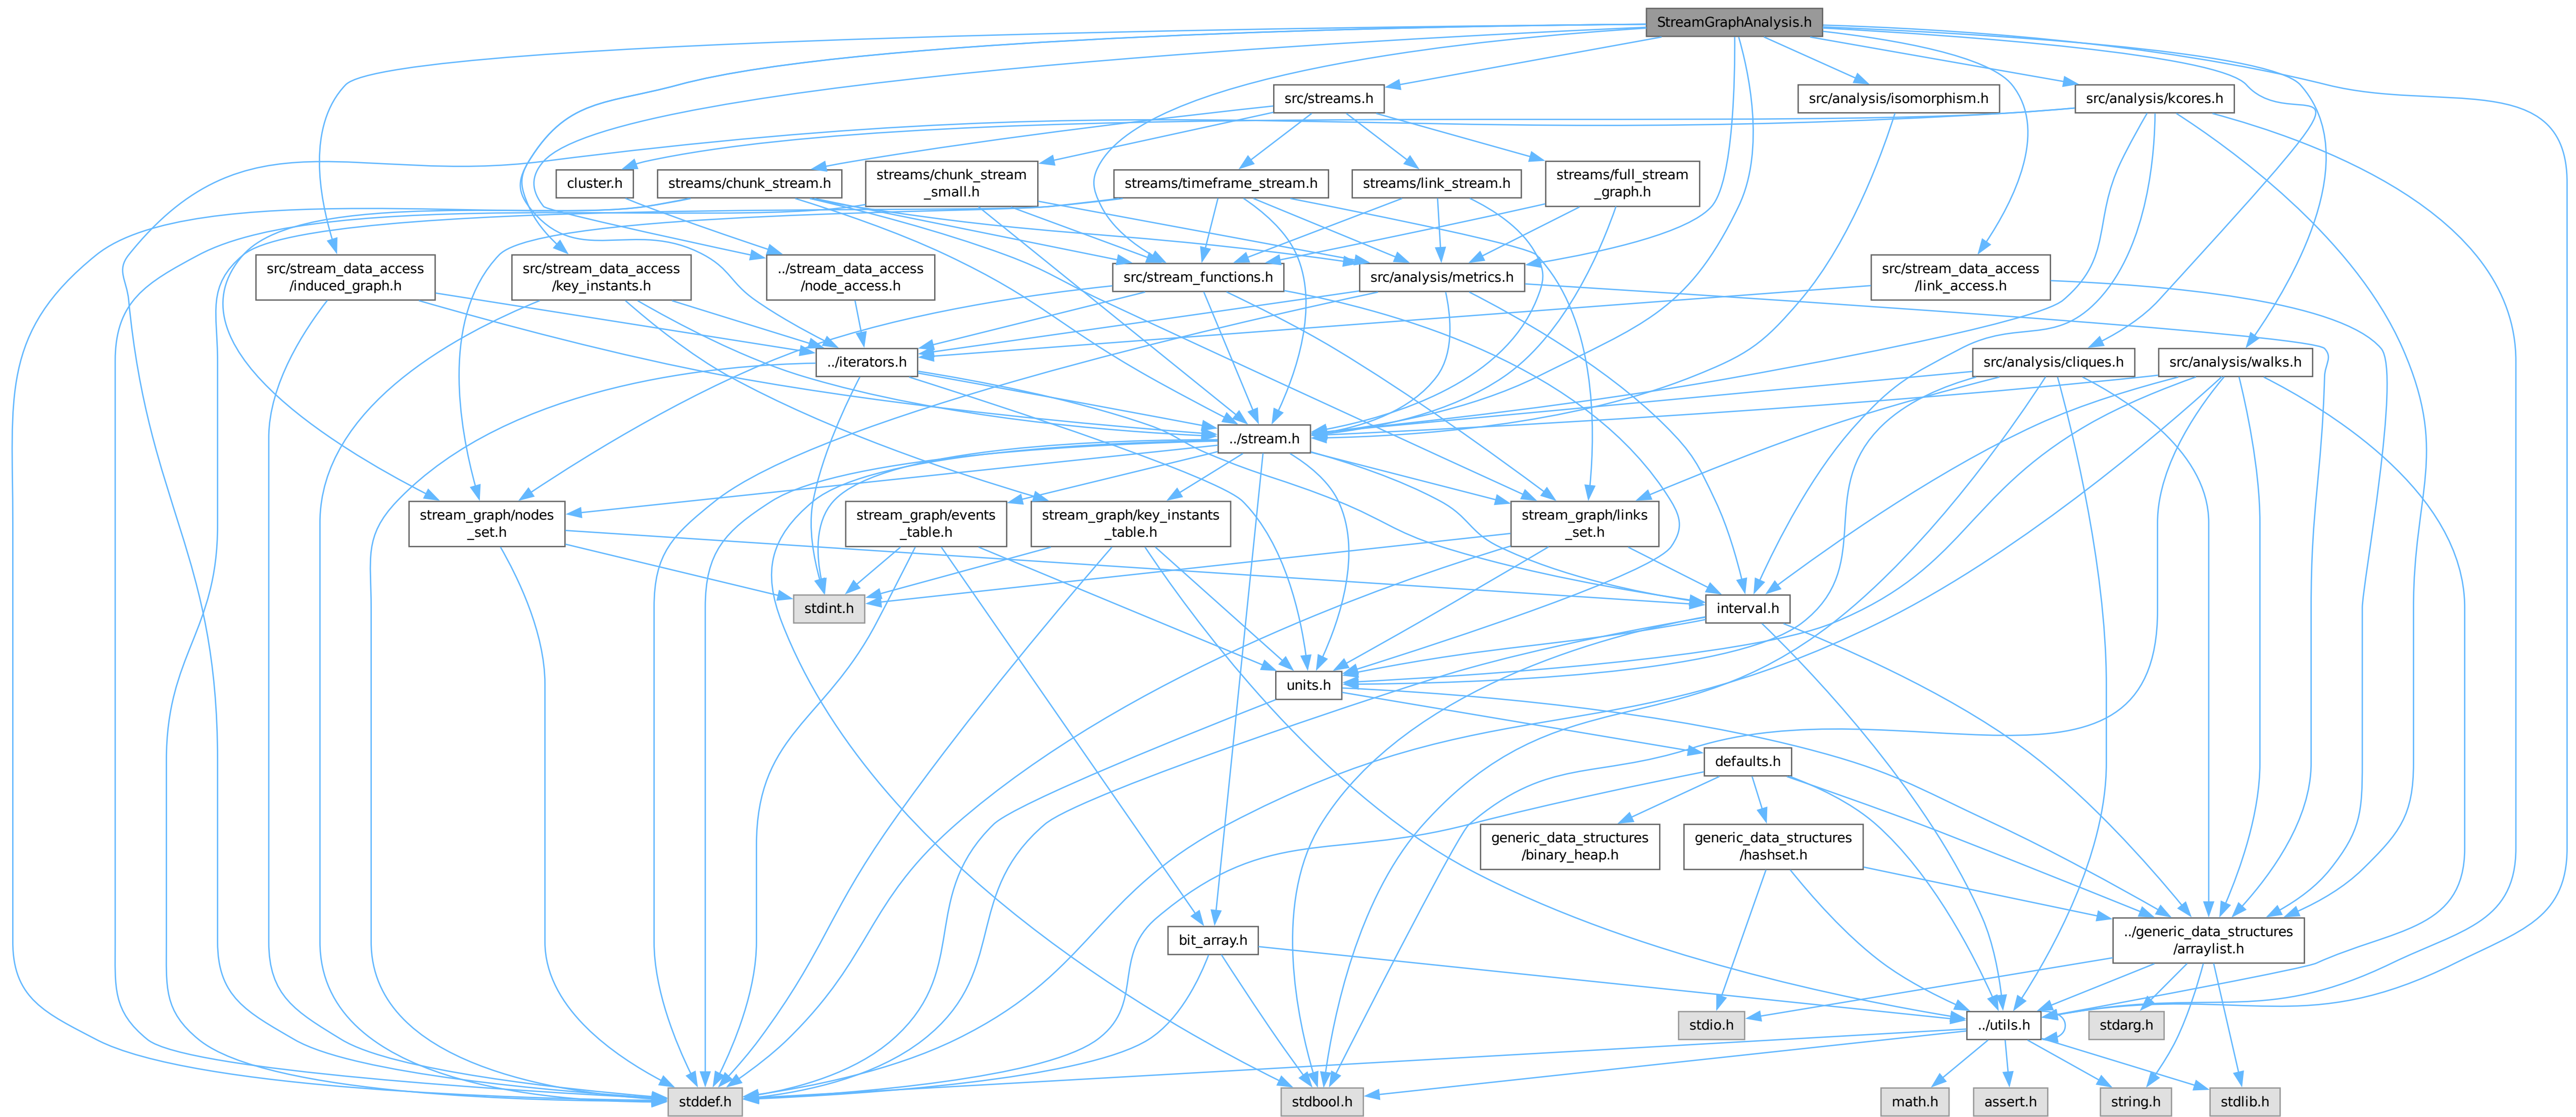 StreamGraphAnalysis.h
src/streams.h
src/analysis/isomorphism.h
src/analysis/kcores.h
cluster.h
streams/chunk_stream.h
streams/chunk_stream
_small.h
streams/timeframe_stream.h
streams/link_stream.h
streams/full_stream
_graph.h
src/stream_data_access
/induced_graph.h
src/stream_data_access
/key_instants.h
../stream_data_access
/node_access.h
src/stream_functions.h
src/analysis/metrics.h
src/stream_data_access
/link_access.h
../iterators.h
src/analysis/cliques.h
src/analysis/walks.h
../stream.h
stream_graph/nodes
_set.h
stream_graph/events
_table.h
stream_graph/key_instants
_table.h
stream_graph/links
_set.h
stdint.h
interval.h
units.h
defaults.h
generic_data_structures
/binary_heap.h
generic_data_structures
/hashset.h
bit_array.h
../generic_data_structures
/arraylist.h
stdio.h
../utils.h
stdarg.h
stddef.h
stdbool.h
math.h
assert.h
string.h
stdlib.h